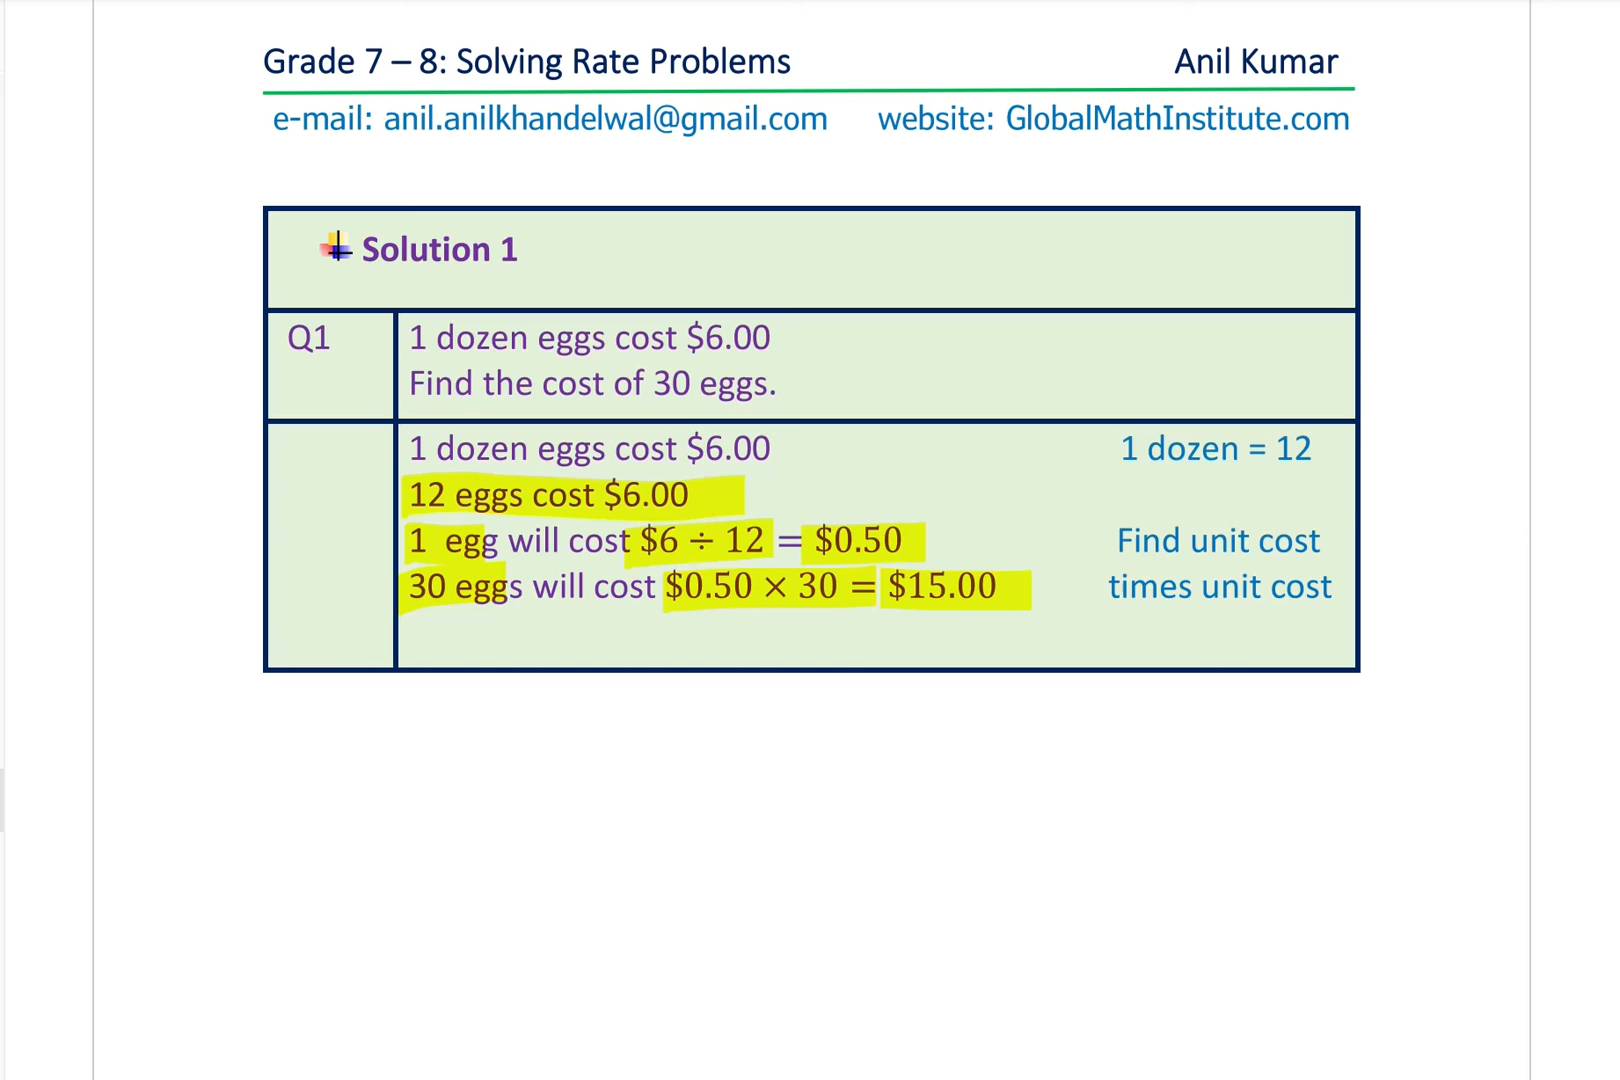 Grade 7 – 8: Solving Rate Problems Anil Kumar
e-mail: anil.anilkhandelwal@gmail.com website: GlobalMathInstitute.com
Solution 1
Q1 1 dozen eggs cost $6.00
Find the cost of 30 eggs.
1 dozen eggs cost $6.00 1 dozen = 12
12 eggs cost $6.00
1 egg will cost $6 ÷ 12 = $0.50 Find unit cost
30 eggs will cost $0.50 × 30 = $15.00 times unit cost